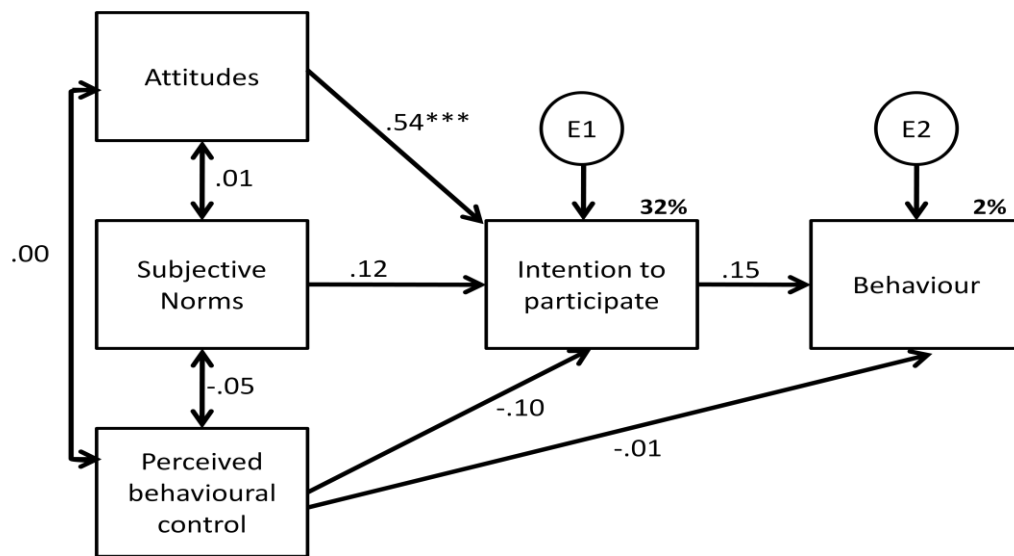 Attitudes
.54***
E1
E2
.01
32%
2%
.00
Subjective
Norms
.12
Intention to
participate
.15
Behaviour
-.05
-.10
-.01
Perceived
behavioural
control